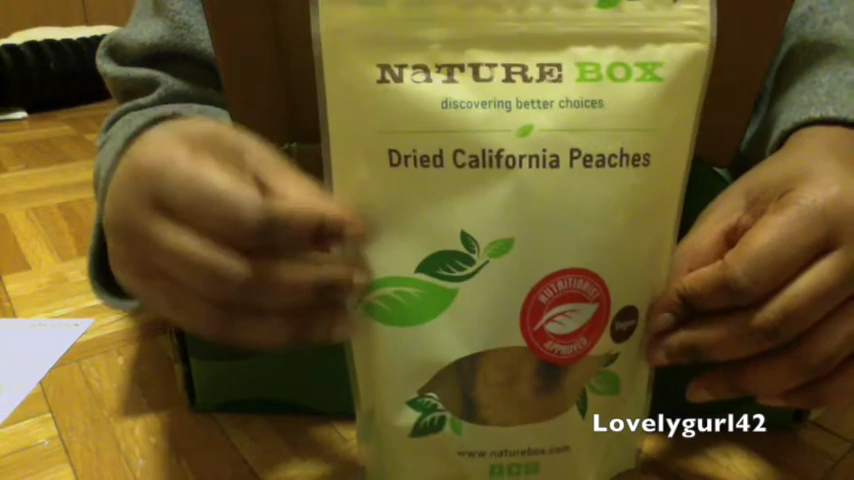 NATURE BOX
discovering better choices
Dried California Peaches
NUTRITIONIST
APPROVED
Vegan
Lovelygurl42
www.naturebox.com